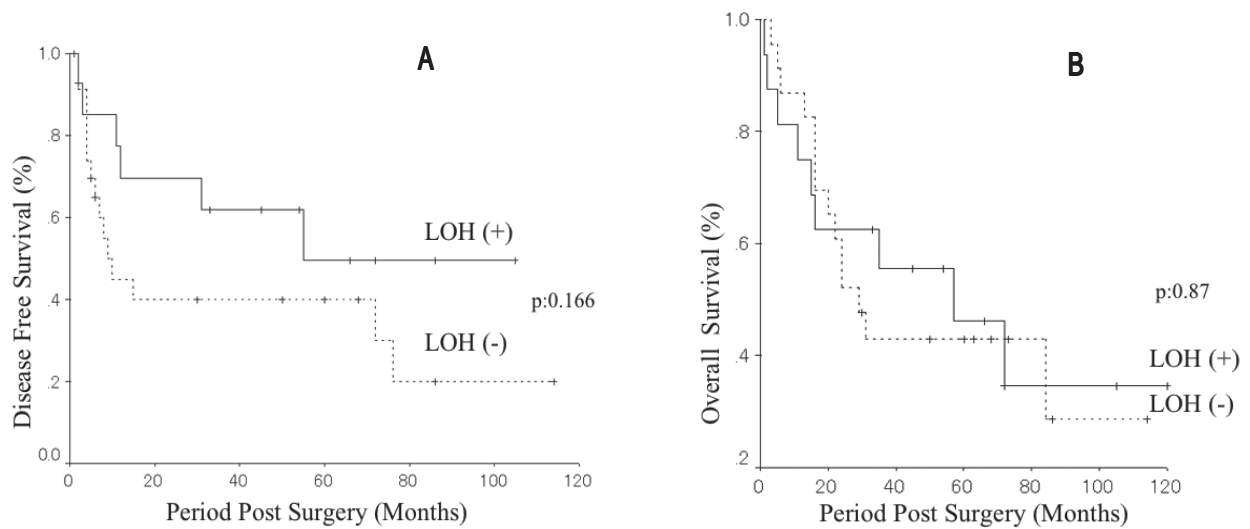 A
1.0
.8
.6
.4
.2
0.0
Disease Free Survival (%)
LOH (+)
p:0.166
LOH (-)
0 20 40 60 80 100 120
Period Post Surgery (Months)
B
1.0
.8
.6
.4
.2
Overall Survival (%)
p:0.87
LOH (+)
LOH (-)
0 20 40 60 80 100 120
Period Post Surgery (Months)